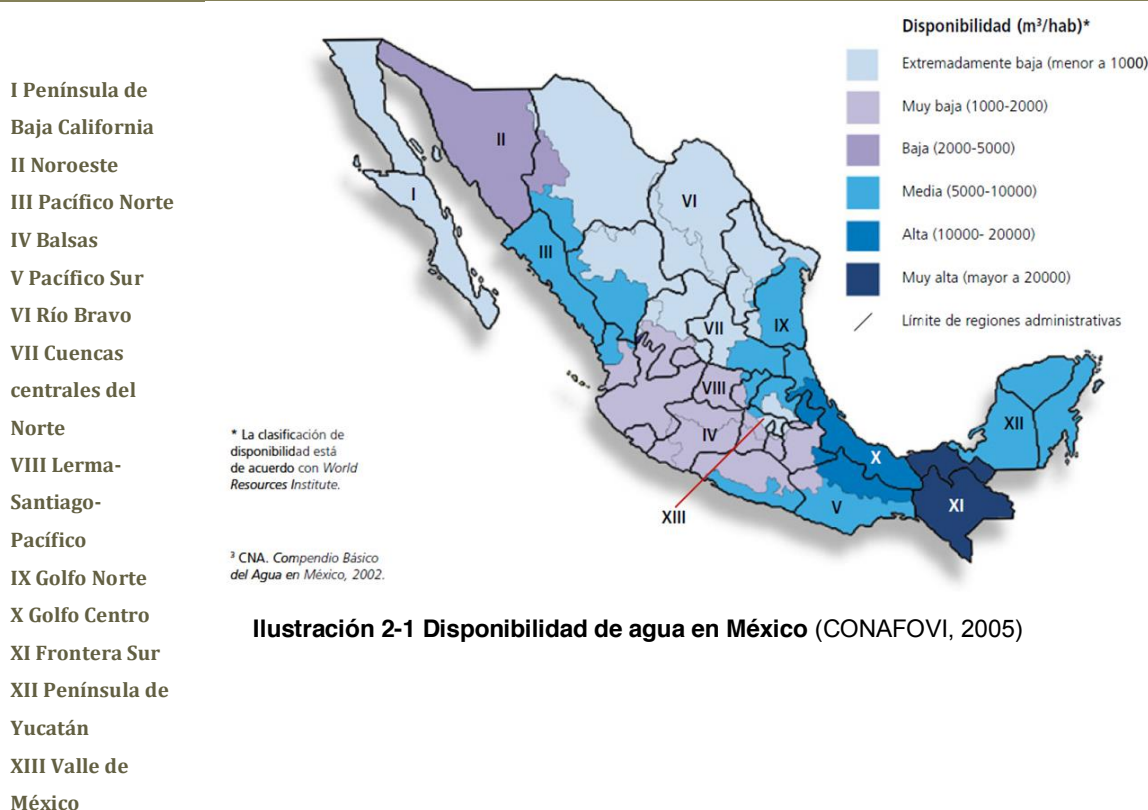 I Península de
Baja California
II Noroeste
III Pacífico Norte
IV Balsas
V Pacífico Sur
VI Río Bravo
VII Cuencas
centrales del
Norte
VIII Lerma-
Santiago-
Pacífico
IX Golfo Norte
X Golfo Centro
XI Frontera Sur
XII Península de
Yucatán
XIII Valle de
México
Disponibilidad (m³/hab)*
Extremadamente baja (menor a 1000)
Muy baja (1000-2000)
Baja (2000-5000)
Media (5000-10000)
Alta (10000- 20000)
Muy alta (mayor a 20000)
Límite de regiones administrativas
I
II
III
VI
VII
IX
VIII
IV
XIII
V
X
XI
XII
* La clasificación de
disponibilidad está
de acuerdo con World
Resources Institute.
³ CNA. Compendio Básico
del Agua en México, 2002.
Ilustración 2-1 Disponibilidad de agua en México (CONAFOVI, 2005)